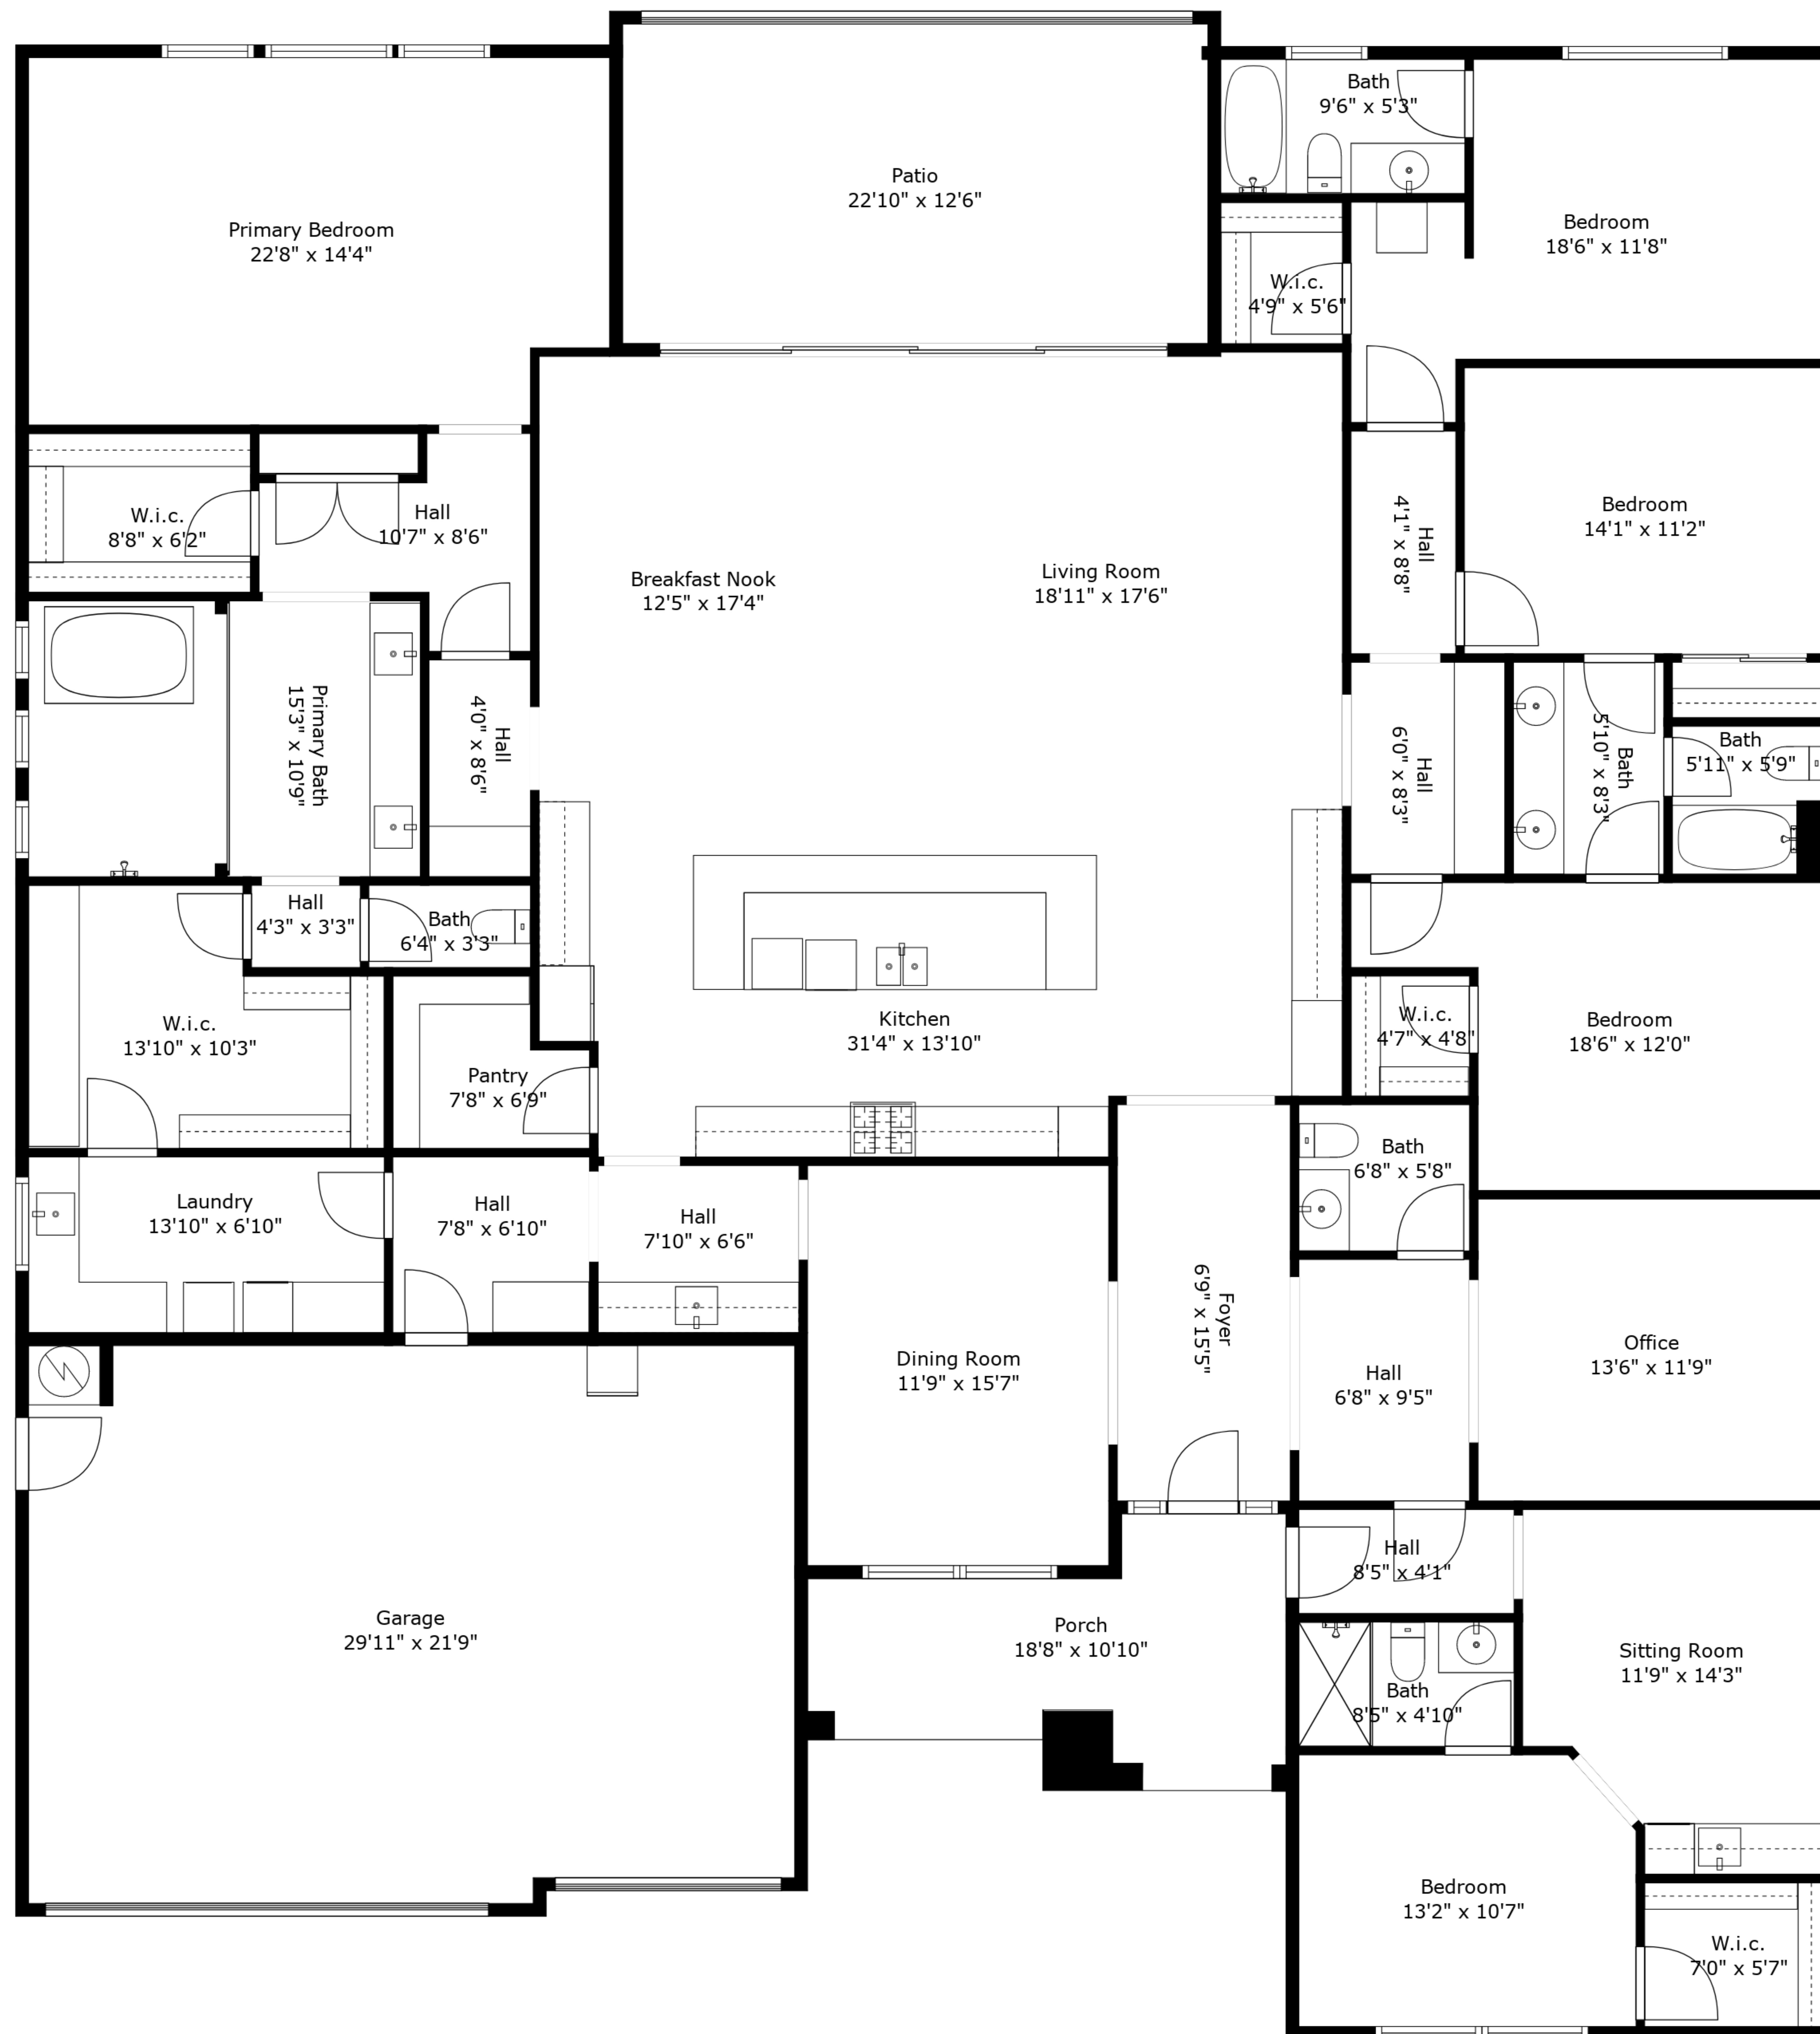 Bath
9'6" x 5'3"
Patio
22'10" x 12'6"
Primary Bedroom
22'8" x 14'4"
Bedroom
18'6" x 11'8"
W.i.c.
4'9" x 5'6"
W.i.c.
8'8" x 6'2"
Hall
10'7" x 8'6"
Hall
4'1" x 8'8"
Bedroom
14'1" x 11'2"
Breakfast Nook
12'5" x 17'4"
Living Room
18'11" x 17'6"
Primary Bath
15'3" x 10'9"
Hall
4'0" x 8'6"
Hall
6'0" x 8'3"
Bath
5'10" x 8'3"
Bath
5'11" x 5'9"
Hall
4'3" x 3'3"
Bath
6'4" x 3'3"
W.i.c.
13'10" x 10'3"
Kitchen
31'4" x 13'10"
W.i.c.
4'7" x 4'8"
Bedroom
18'6" x 12'0"
Pantry
7'8" x 6'9"
Bath
6'8" x 5'8"
Laundry
13'10" x 6'10"
Hall
7'8" x 6'10"
Hall
7'10" x 6'6"
Foyer
6'9" x 15'5"
Dining Room
11'9" x 15'7"
Hall
6'8" x 9'5"
Office
13'6" x 11'9"
Hall
8'5" x 4'1"
Garage
29'11" x 21'9"
Porch
18'8" x 10'10"
Sitting Room
11'9" x 14'3"
Bath
8'5" x 4'10"
Bedroom
13'2" x 10'7"
W.i.c.
7'0" x 5'7"